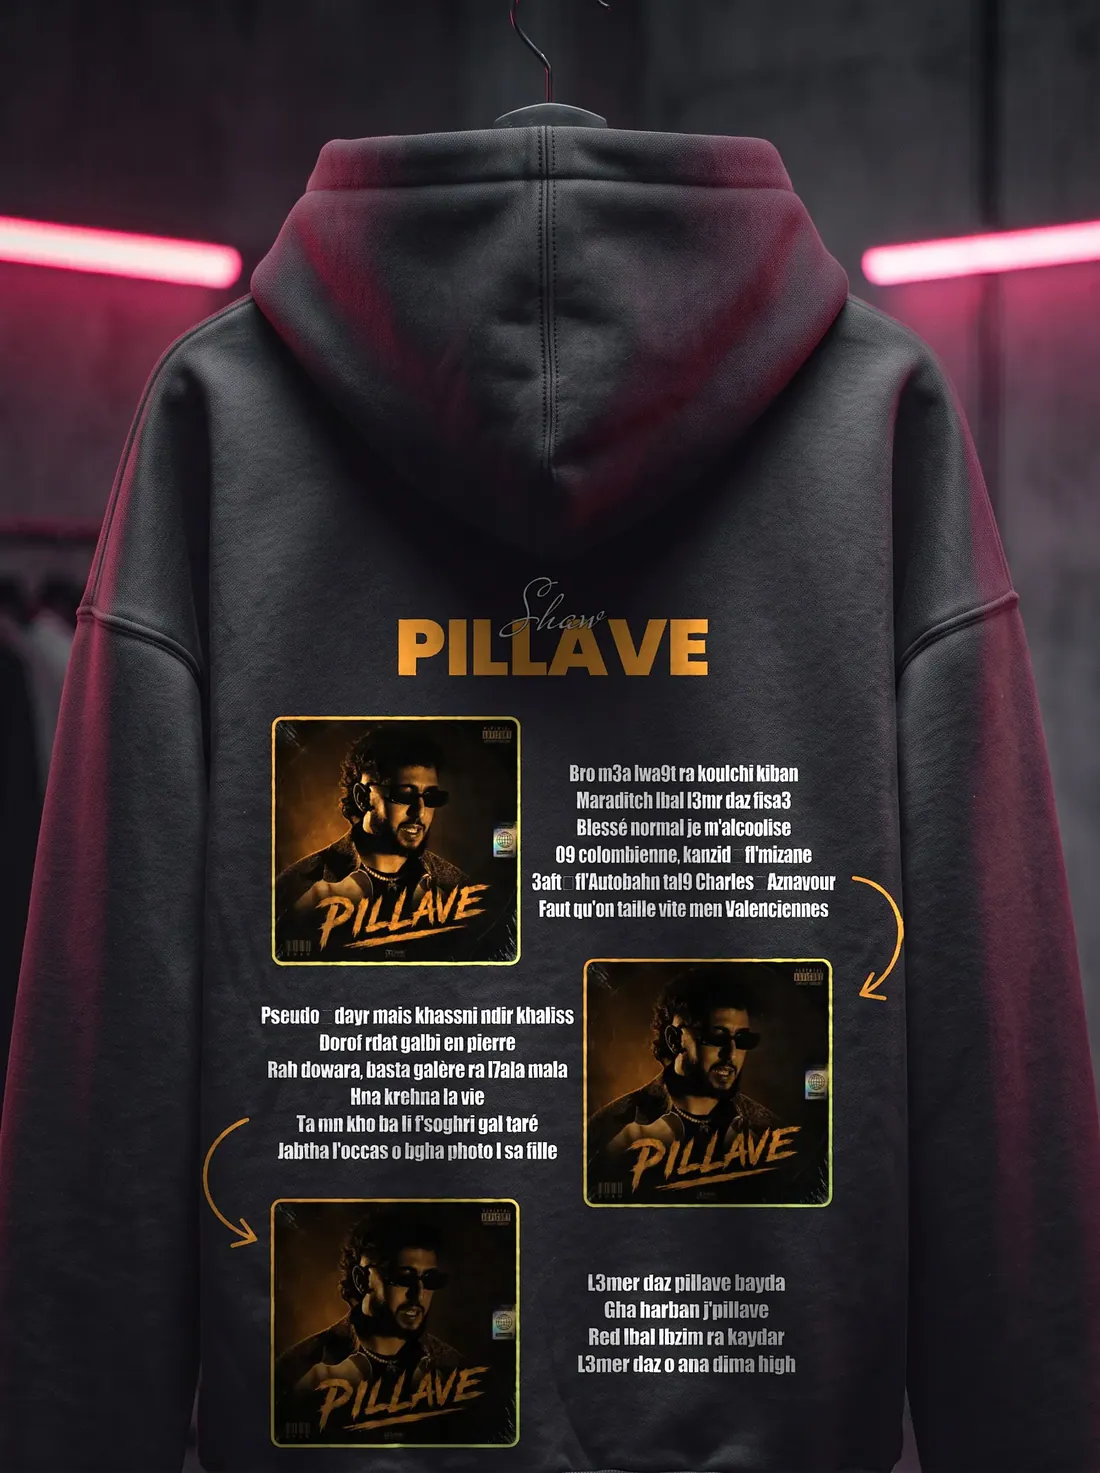 Shaw
PILLAVE
PILLAVE
Bro m3a lwa9t ra koulchi kiban
Maraditch lbal l3mr daz fisa3
Blessé normal je m'alcoolise
09 colombienne, kanzid □ fl'mizane
3aft □ fl'Autobahn tal9 Charles □ Aznavour
Faut qu'on taille vite men Valenciennes
Pseudo □ dayr mais khassni ndir khaliss
Dorof rdat galbi en pierre
Rah dowara, basta galère ra l7ala mala
Hna krehna la vie
Ta mn kho ba li f'soghri gal taré
Jabtha l'occas o bgha photo l sa fille
PILLAVE
PILLAVE
L3mer daz pillave bayda
Gha harban j'pillave
Red lbal lbzim ra kaydar
L3mer daz o ana dima high